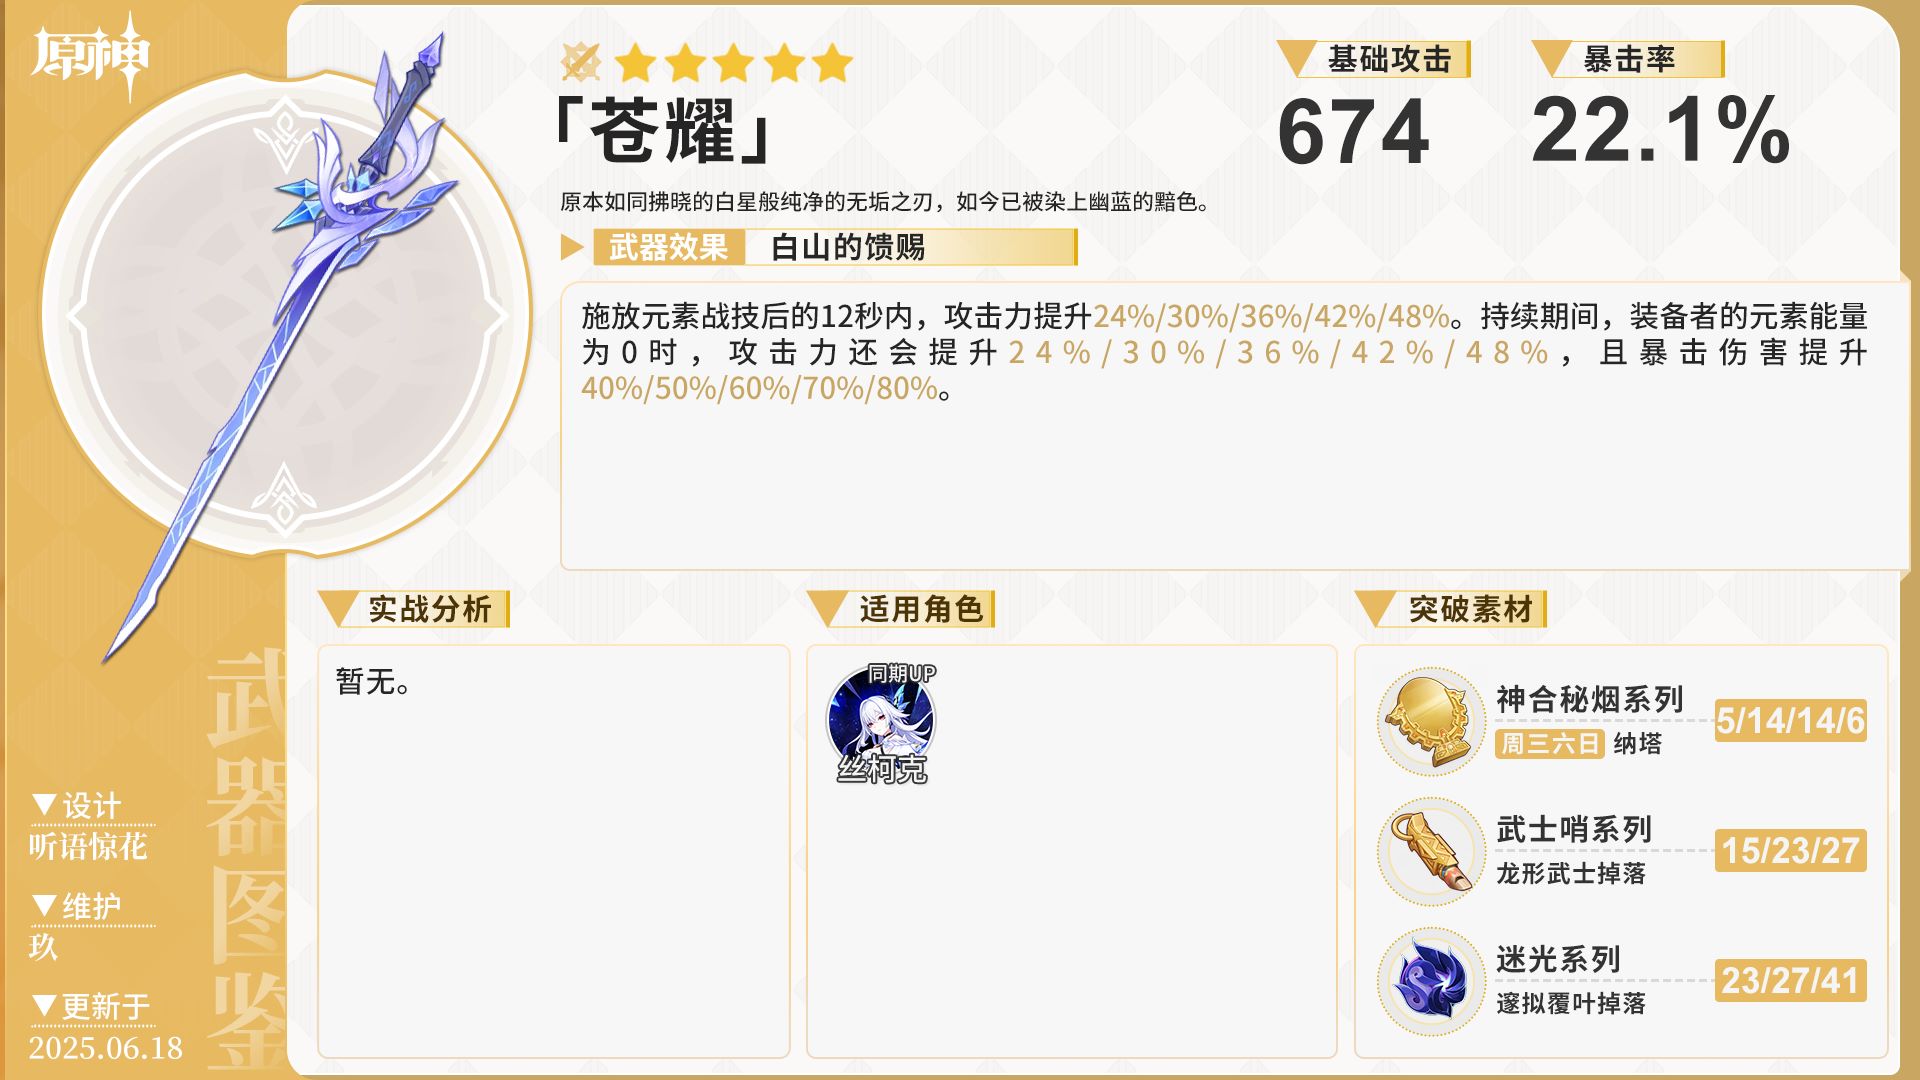 原神
「苍耀」
基础攻击
674
暴击率
22.1%
原本如同拂晓的白星般纯净的无垢之刃，如今已被染上幽蓝的黯色。
武器效果
白山的馈赐
施放元素战技后的12秒内，攻击力提升24%/30%/36%/42%/48%。持续期间，装备者的元素能量
为0时，攻击力还会提升24%/30%/36%/42%/48%，且暴击伤害提升
40%/50%/60%/70%/80%。
实战分析
暂无。
适用角色
同期UP
丝柯克
突破素材
神合秘烟系列
5/14/14/6
周三六日 纳塔
武士哨系列
15/23/27
龙形武士掉落
迷光系列
23/27/41
邃拟覆叶掉落
武器图鉴
▼设计
听语惊花
▼维护
玖
▼更新于
2025.06.18